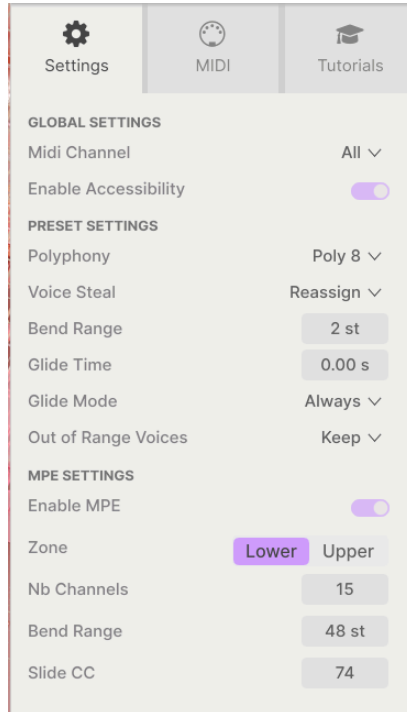 Settings MIDI Tutorials
GLOBAL SETTINGS
Midi Channel All
Enable Accessibility
PRESET SETTINGS
Polyphony Poly 8
Voice Steal Reassign
Bend Range 2 st
Glide Time 0.00 s
Glide Mode Always
Out of Range Voices Keep
MPE SETTINGS
Enable MPE
Zone Lower Upper
Nb Channels 15
Bend Range 48 st
Slide CC 74